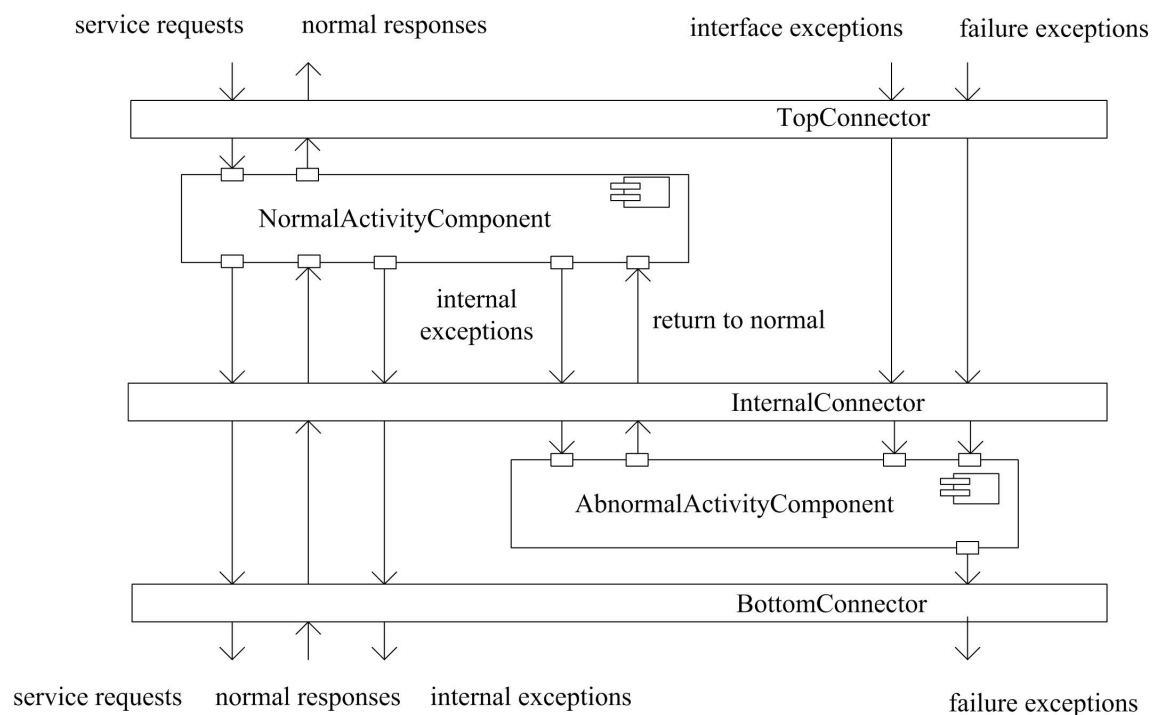 service requests
normal responses
interface exceptions
failure exceptions
TopConnector
NormalActivityComponent
internal
exceptions
return to normal
InternalConnector
AbnormalActivityComponent
BottomConnector
service requests
normal responses
internal exceptions
failure exceptions